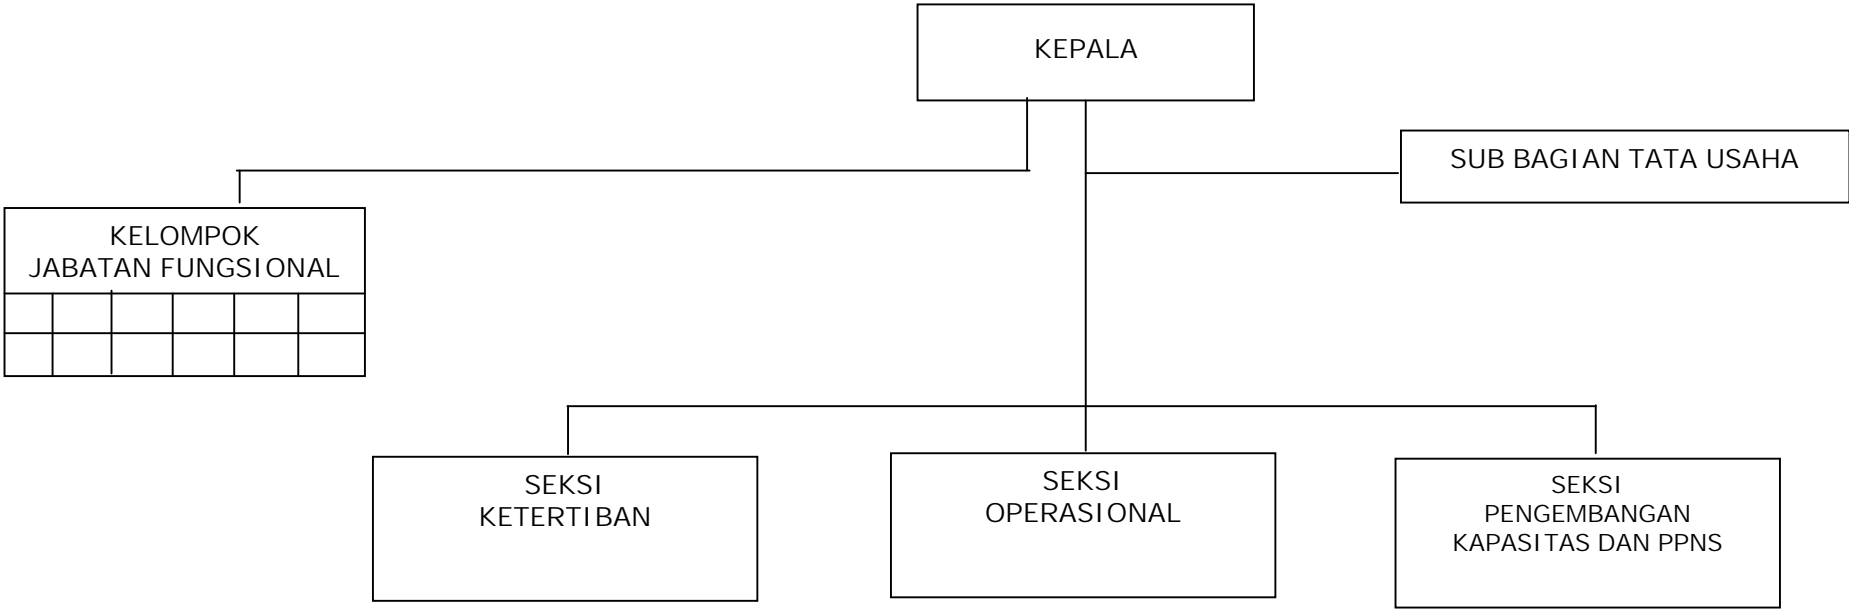 KEPALA
SUB BAGIAN TATA USAHA
KELOMPOK
JABATAN FUNGSIONAL
SEKSI
KETERTIBAN
SEKSI
OPERASIONAL
SEKSI
PENGEMBANGAN
KAPASITAS DAN PPNS